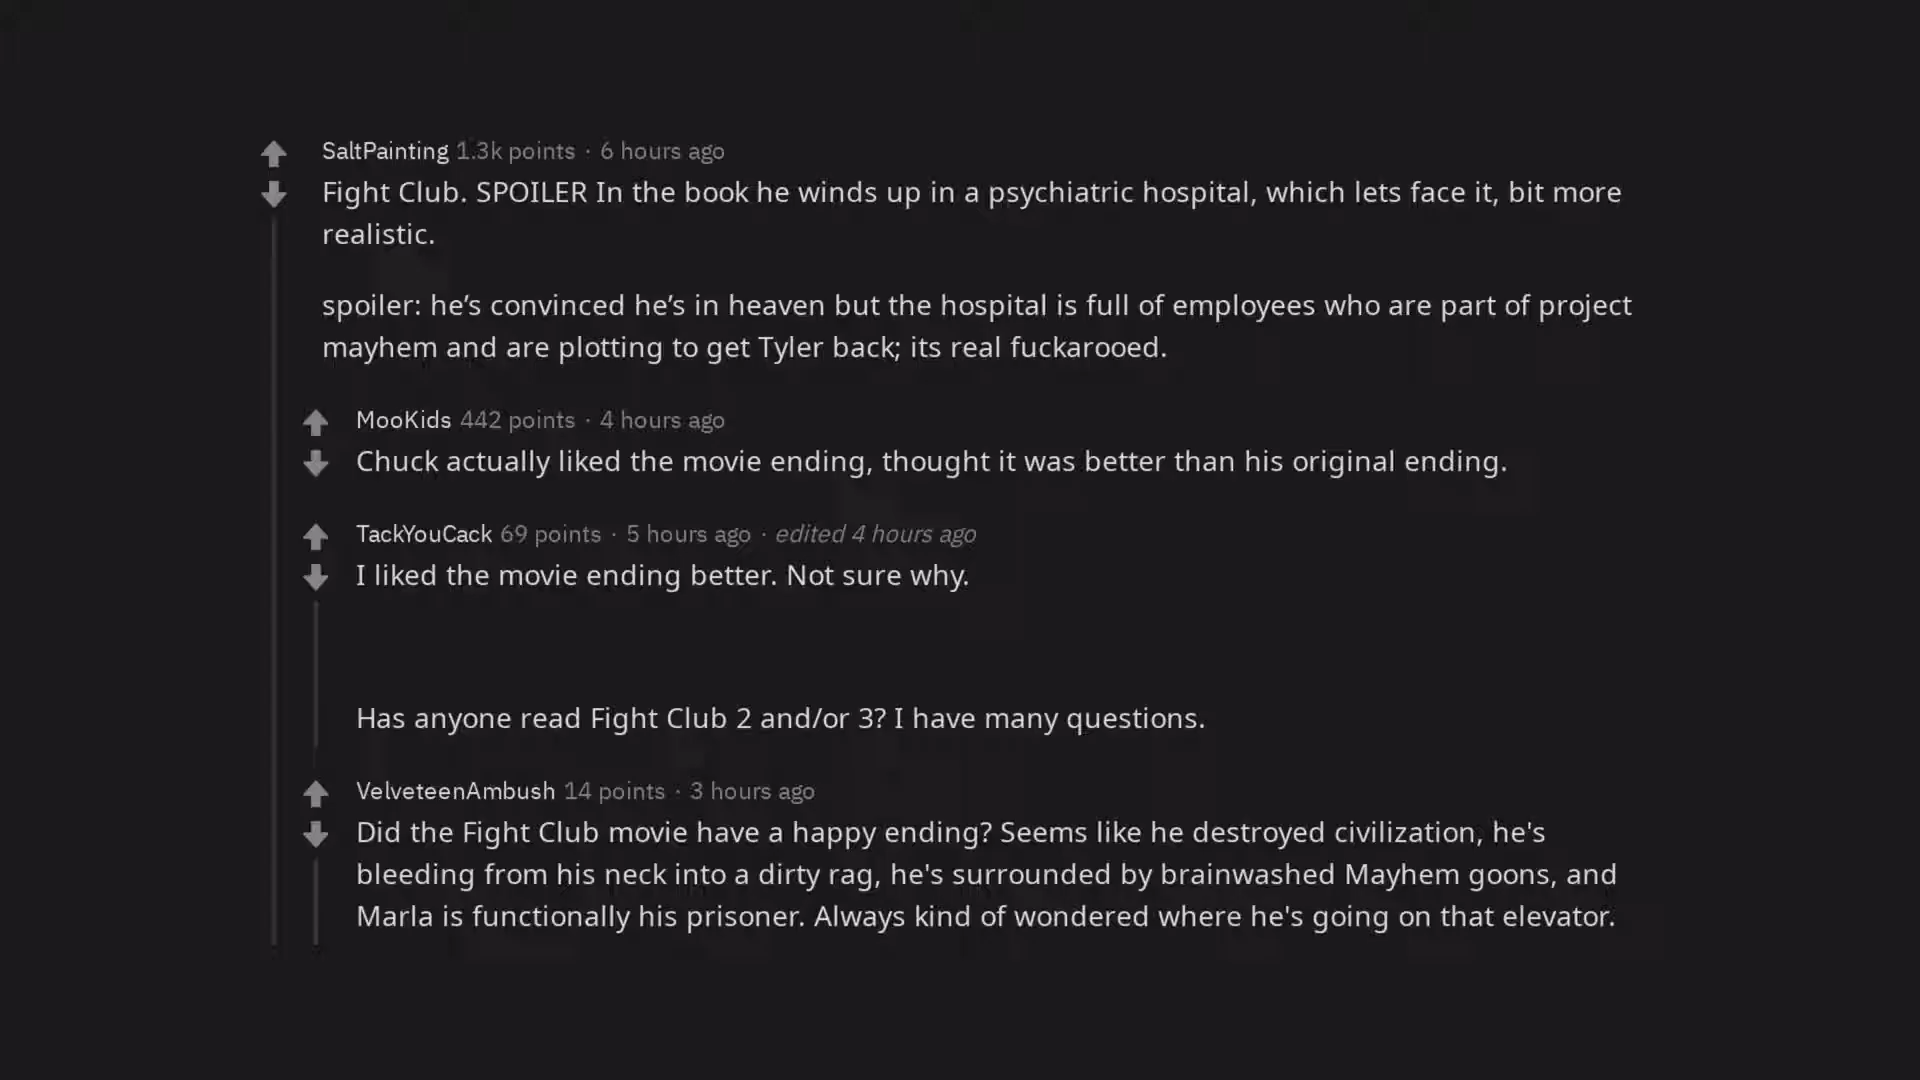 SaltPainting 1.3k points · 6 hours ago
Fight Club. SPOILER In the book he winds up in a psychiatric hospital, which lets face it, bit more
realistic.
spoiler: he’s convinced he’s in heaven but the hospital is full of employees who are part of project
mayhem and are plotting to get Tyler back; its real fuckarooed.
MooKids 442 points · 4 hours ago
Chuck actually liked the movie ending, thought it was better than his original ending.
TackYouCack 69 points · 5 hours ago · edited 4 hours ago
I liked the movie ending better. Not sure why.
Has anyone read Fight Club 2 and/or 3? I have many questions.
VelveteenAmbush 14 points · 3 hours ago
Did the Fight Club movie have a happy ending? Seems like he destroyed civilization, he's
bleeding from his neck into a dirty rag, he's surrounded by brainwashed Mayhem goons, and
Marla is functionally his prisoner. Always kind of wondered where he's going on that elevator.